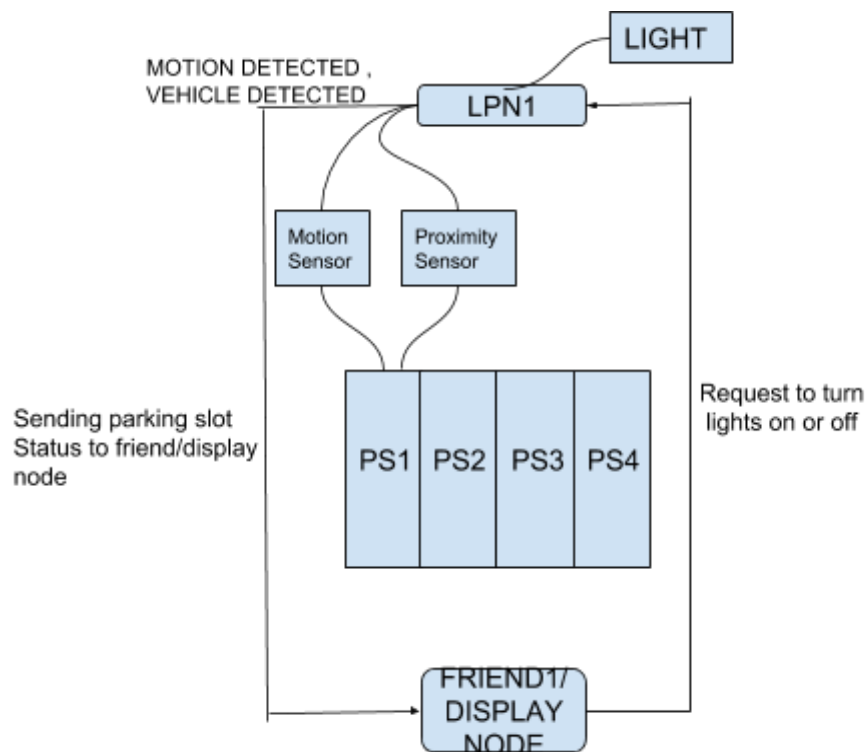 LIGHT
MOTION DETECTED ,
VEHICLE DETECTED
LPN1
Motion
Sensor
Proximity
Sensor
Sending parking slot
Status to friend/display
node
PS1
PS2
PS3
PS4
Request to turn
lights on or off
FRIEND1/
DISPLAY
NODE